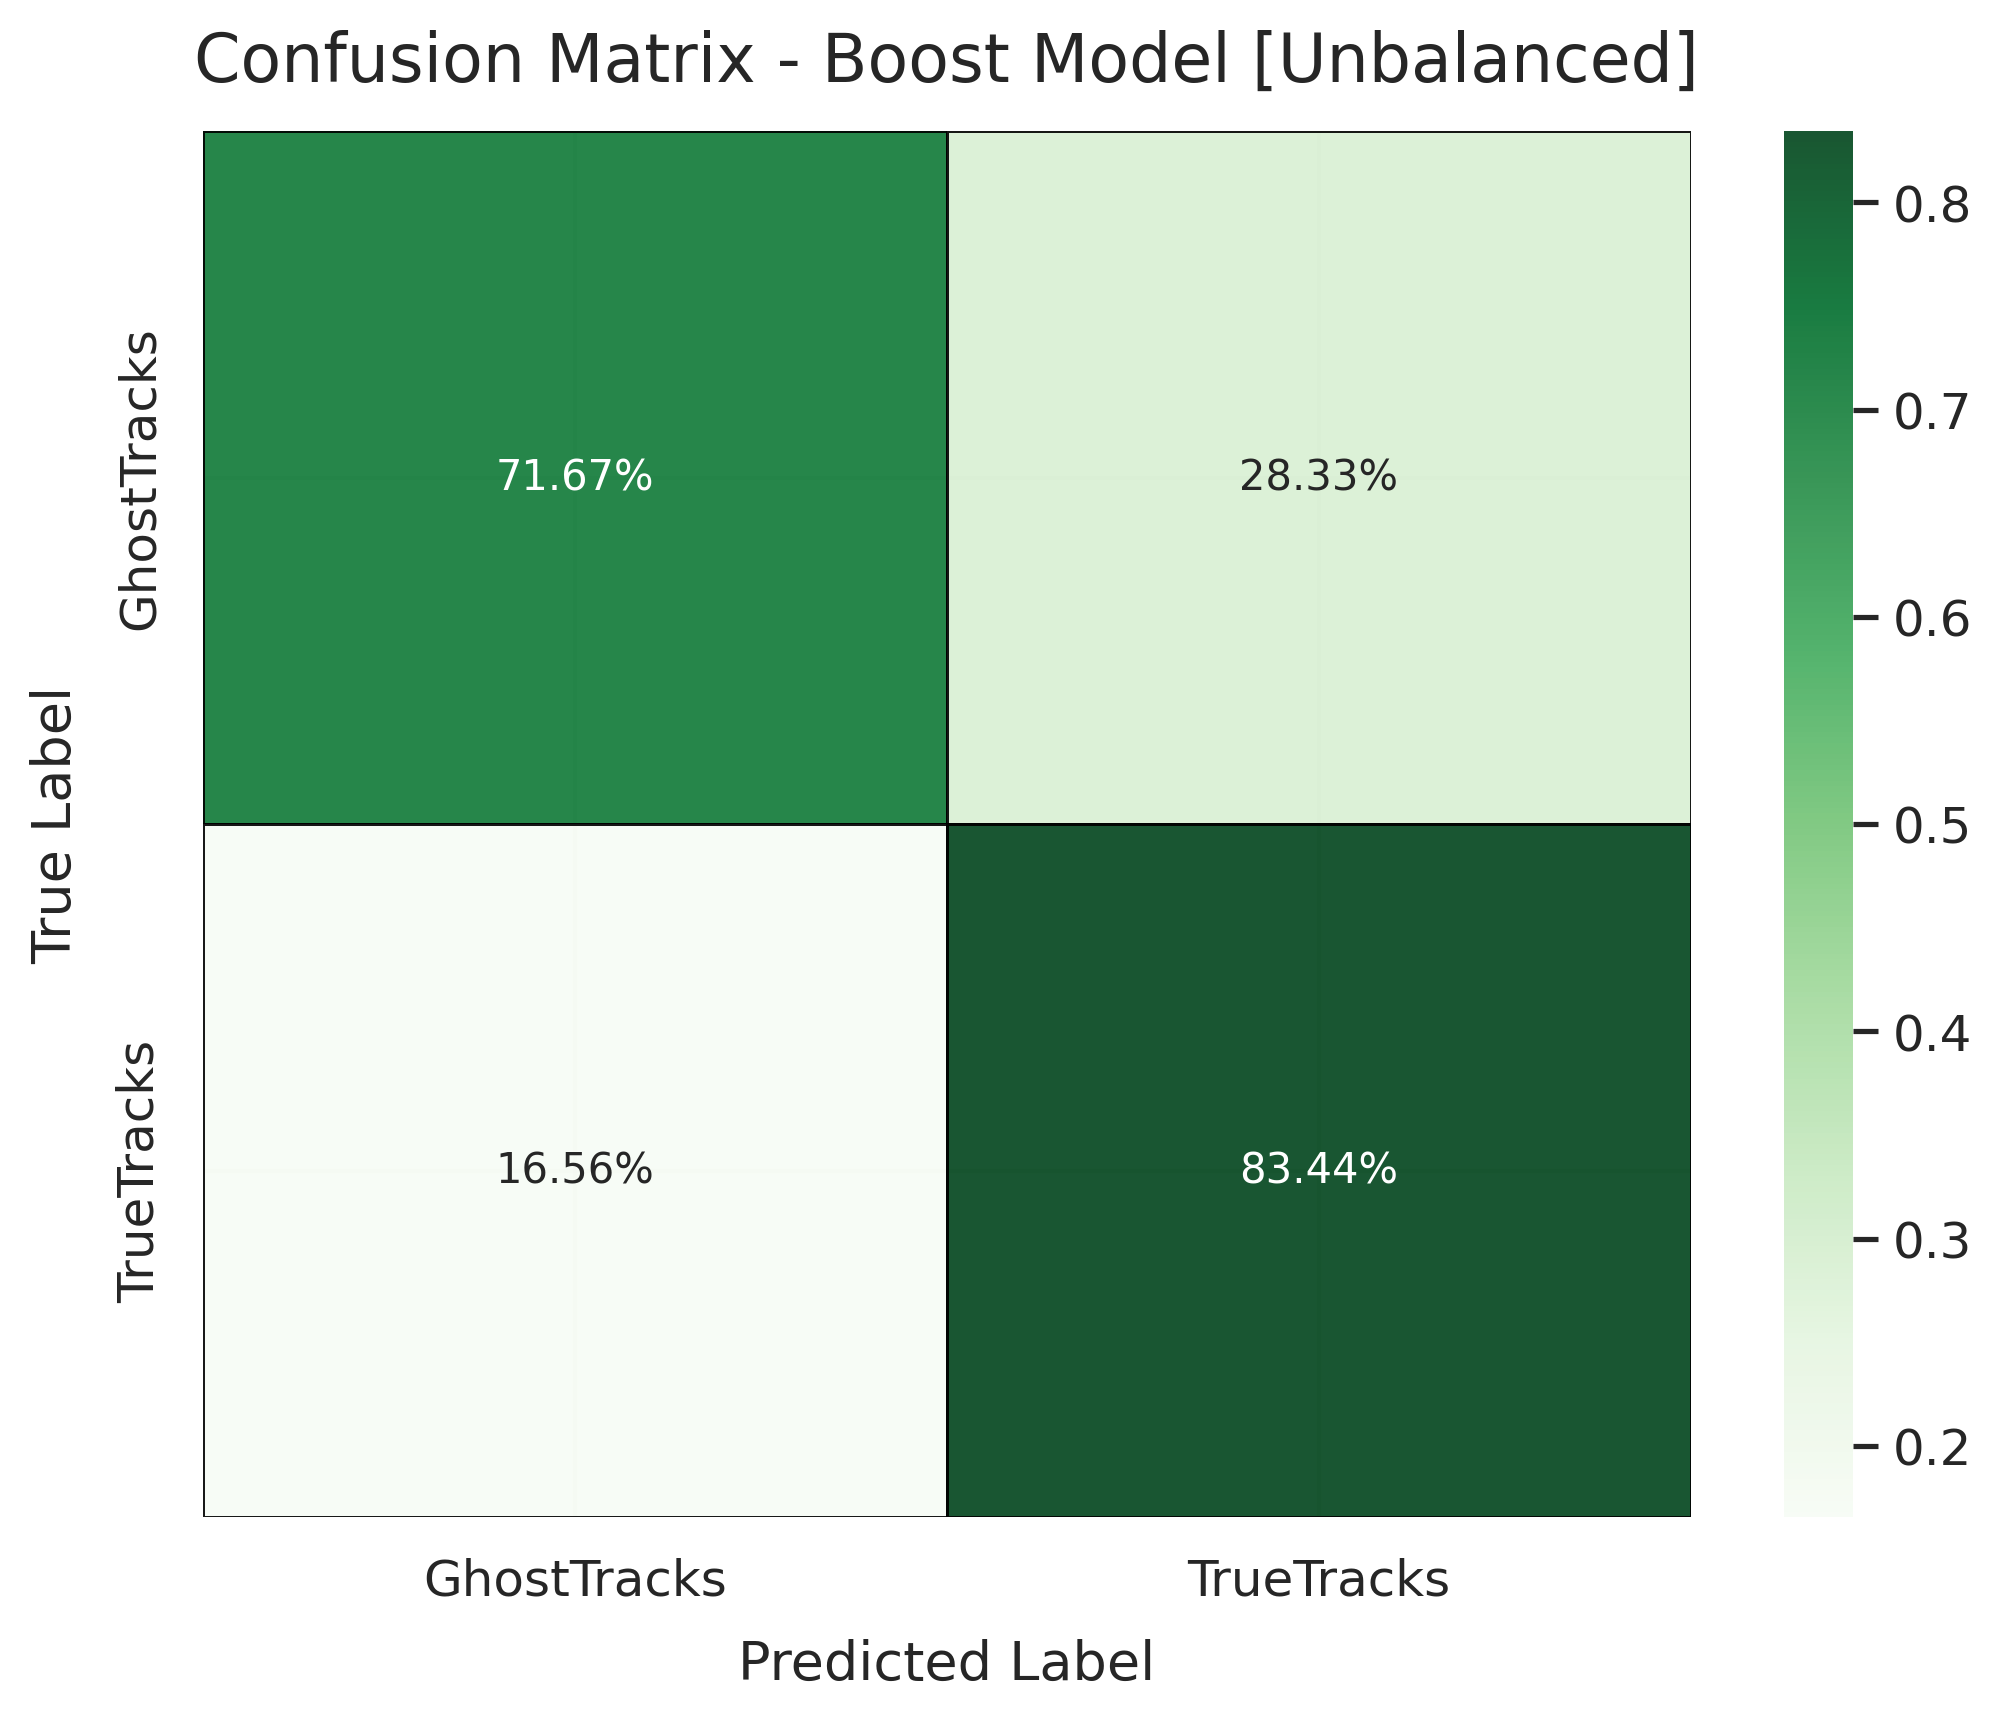 Confusion Matrix - Boost Model [Unbalanced]
True Label
GhostTracks
TrueTracks
71.67%
28.33%
16.56%
83.44%
GhostTracks
TrueTracks
Predicted Label
0.8
0.7
0.6
0.5
0.4
0.3
0.2